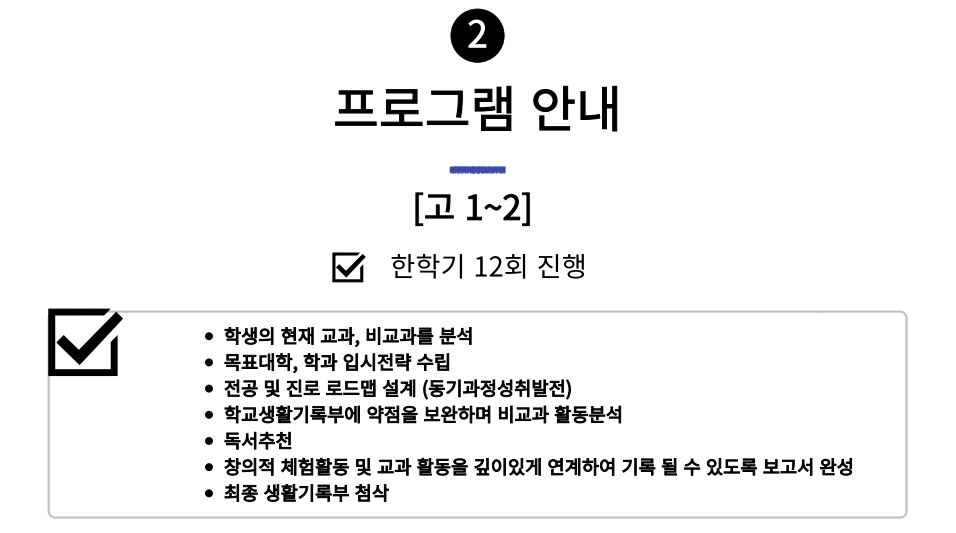 2
프로그램 안내
[고 1~2]
한학기 12회 진행
• 학생의 현재 교과, 비교과를 분석
• 목표대학, 학과 입시전략 수립
• 전공 및 진로 로드맵 설계 (동기과정성취발전)
• 학교생활기록부에 약점을 보완하며 비교과 활동분석
• 독서추천
• 창의적 체험활동 및 교과 활동을 깊이있게 연계하여 기록 될 수 있도록 보고서 완성
• 최종 생활기록부 첨삭